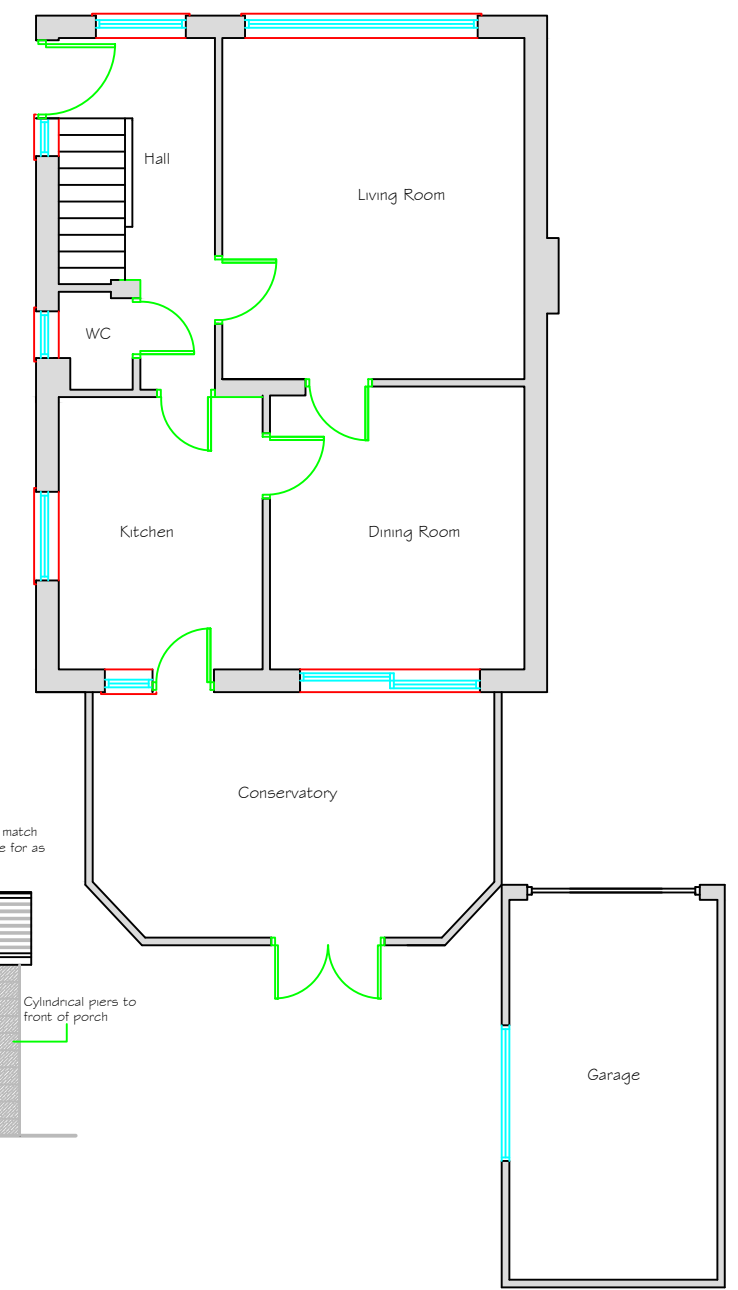 Hall
Living Room
WC
Kitchen
Dining Room
Conservatory
match
e for as
Cylindrical piers to
front of porch
Garage